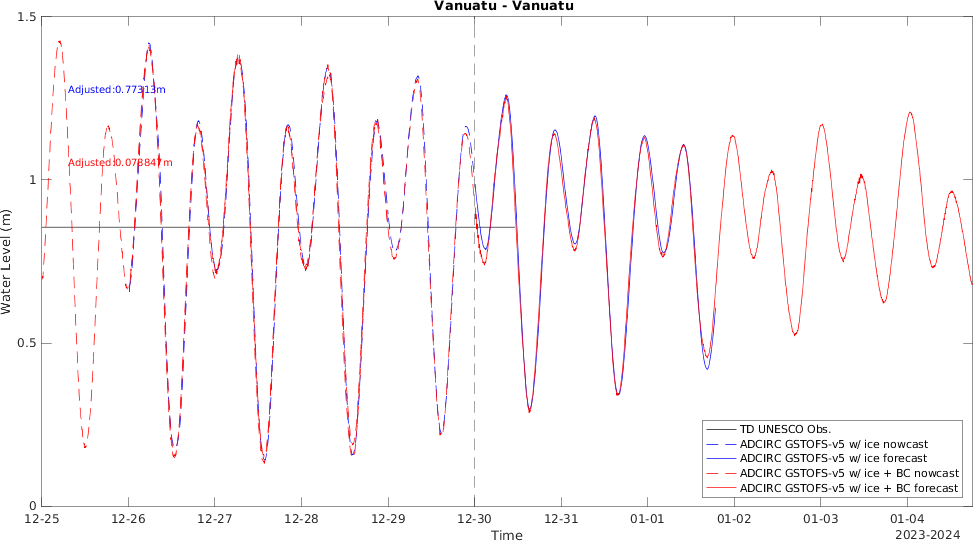 Vanuatu - Vanuatu
1.5
Adjusted:0.77313m
Adjusted:0.078847m
1
Water Level (m)
0.5
TD UNESCO Obs.
ADCIRC GSTOFS-v5 w/ ice nowcast
ADCIRC GSTOFS-v5 w/ ice forecast
ADCIRC GSTOFS-v5 w/ ice + BC nowcast
ADCIRC GSTOFS-v5 w/ ice + BC forecast
0
12-25 12-26 12-27 12-28 12-29 12-30 12-31 01-01 01-02 01-03 01-04
Time
2023-2024